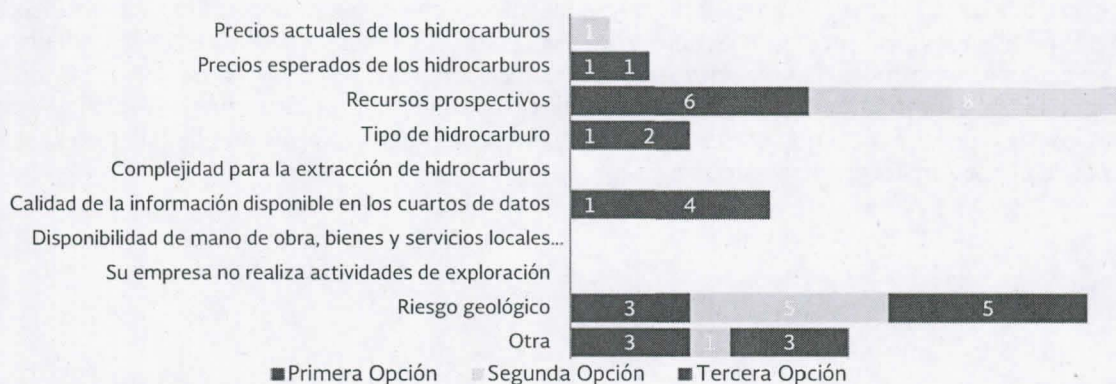 Precios actuales de los hidrocarburos 1
Precios esperados de los hidrocarburos 1 1
Recursos prospectivos 6 8
Tipo de hidrocarburo 1 2
Complejidad para la extracción de hidrocarburos
Calidad de la información disponible en los cuartos de datos 1 4
Disponibilidad de mano de obra, bienes y servicios locales...
Su empresa no realiza actividades de exploración
Riesgo geológico 3 5 5
Otra 3 1 3
Primera Opción Segunda Opción Tercera Opción